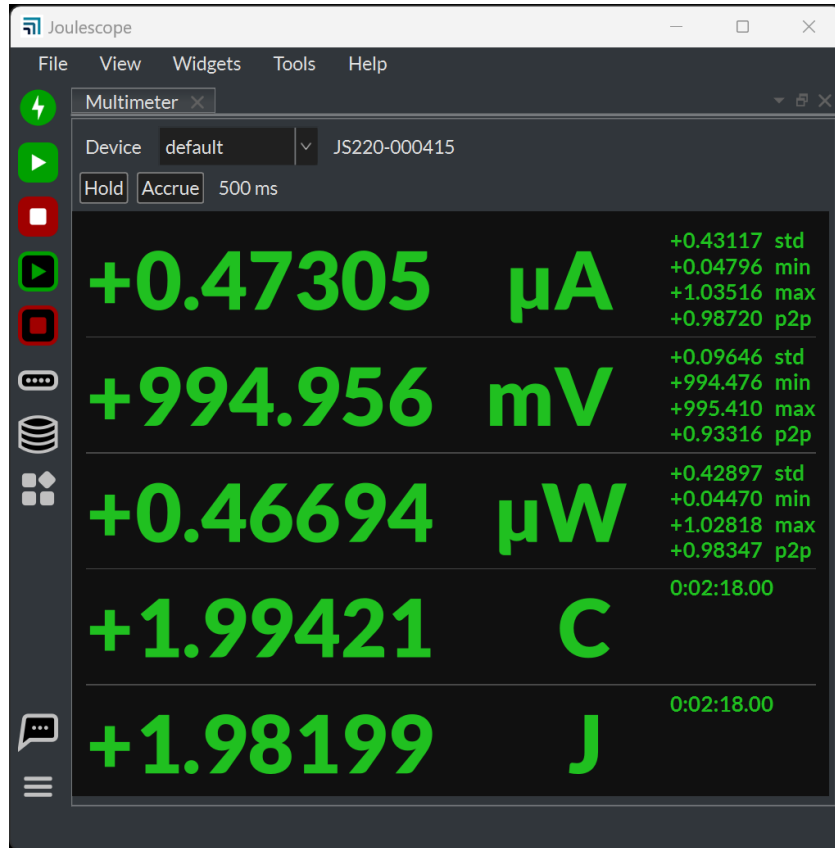 Joulescope
File View Widgets Tools Help
Multimeter
Device default JS220-000415
Hold Accrue 500 ms
+0.47305 µA
+0.43117 std
+0.04796 min
+1.03516 max
+0.98720 p2p
+994.956 mV
+0.09646 std
+994.476 min
+995.410 max
+0.93316 p2p
+0.46694 µW
+0.42897 std
+0.04470 min
+1.02818 max
+0.98347 p2p
+1.99421 C
0:02:18.00
+1.98199 J
0:02:18.00